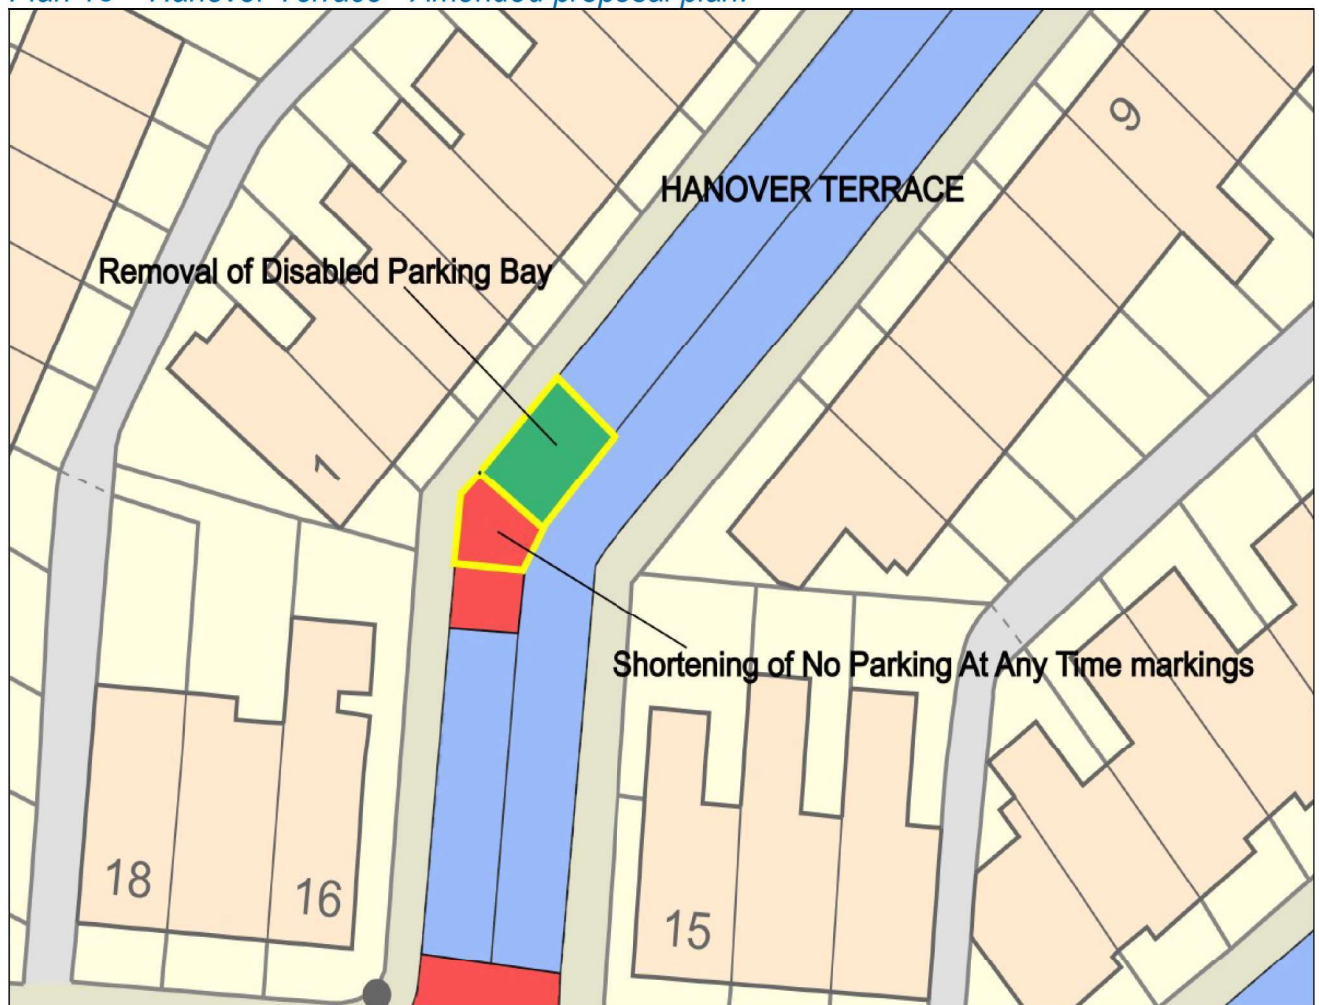 HANOVER TERRACE
9
Removal of Disabled Parking Bay
1
Shortening of No Parking At Any Time markings
18
16
15